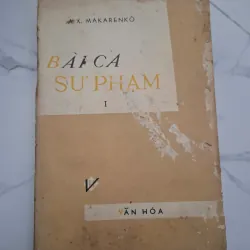 A.X. MAKARENKÔ
BÀI CA
SƯ PHẠM
I
VĂN HÓA